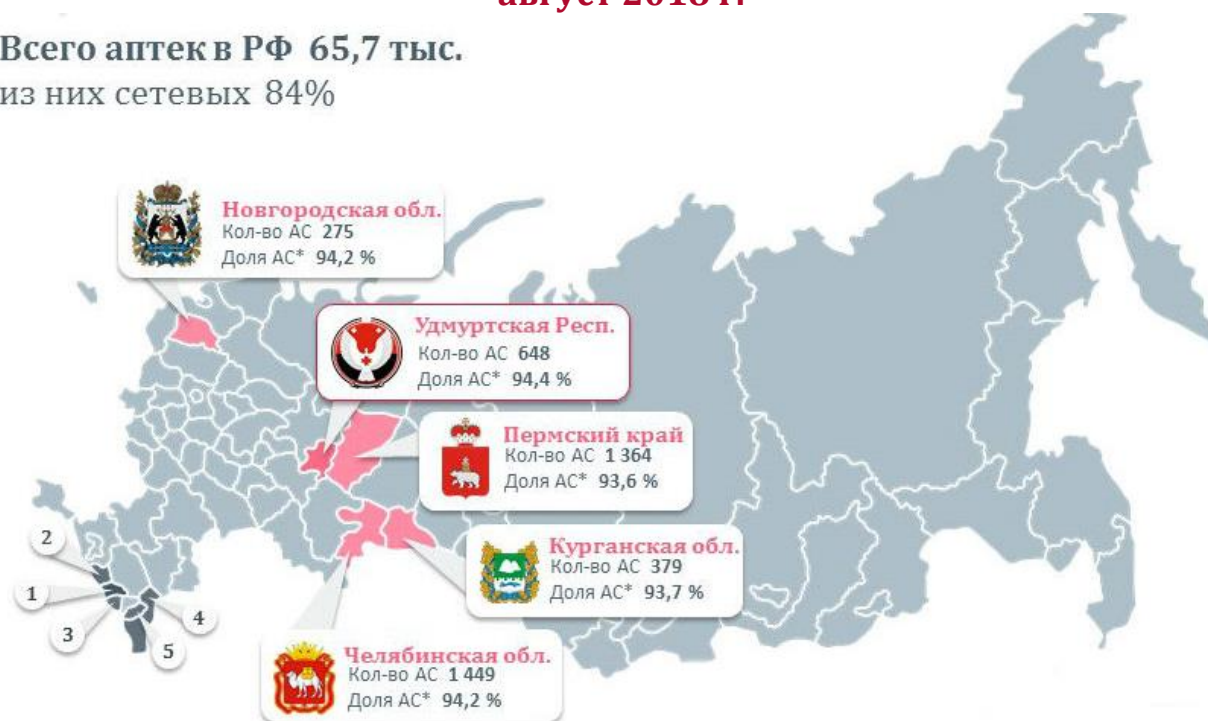 август 2018 г.
Всего аптек в РФ 65,7 тыс.
из них сетевых 84%
Новгородская обл.
Кол-во АС 275
Доля АС* 94,2 %
Удмуртская Респ.
Кол-во АС 648
Доля АС* 94,4 %
Пермский край
Кол-во АС 1 364
Доля АС* 93,6 %
Курганская обл.
Кол-во АС 379
Доля АС* 93,7 %
Челябинская обл.
Кол-во АС 1 449
Доля АС* 94,2 %
2
1
3
4
5